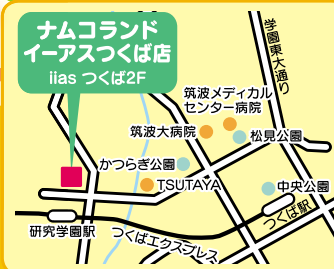 ナムコランド
イーアスつくば店
iias つくば2F
学園東大通り
筑波メディカル
センター病院
筑波大病院
松見公園
かつらぎ公園
TSUTAYA
中央公園
つくば駅
研究学園駅
つくばエクスプレス